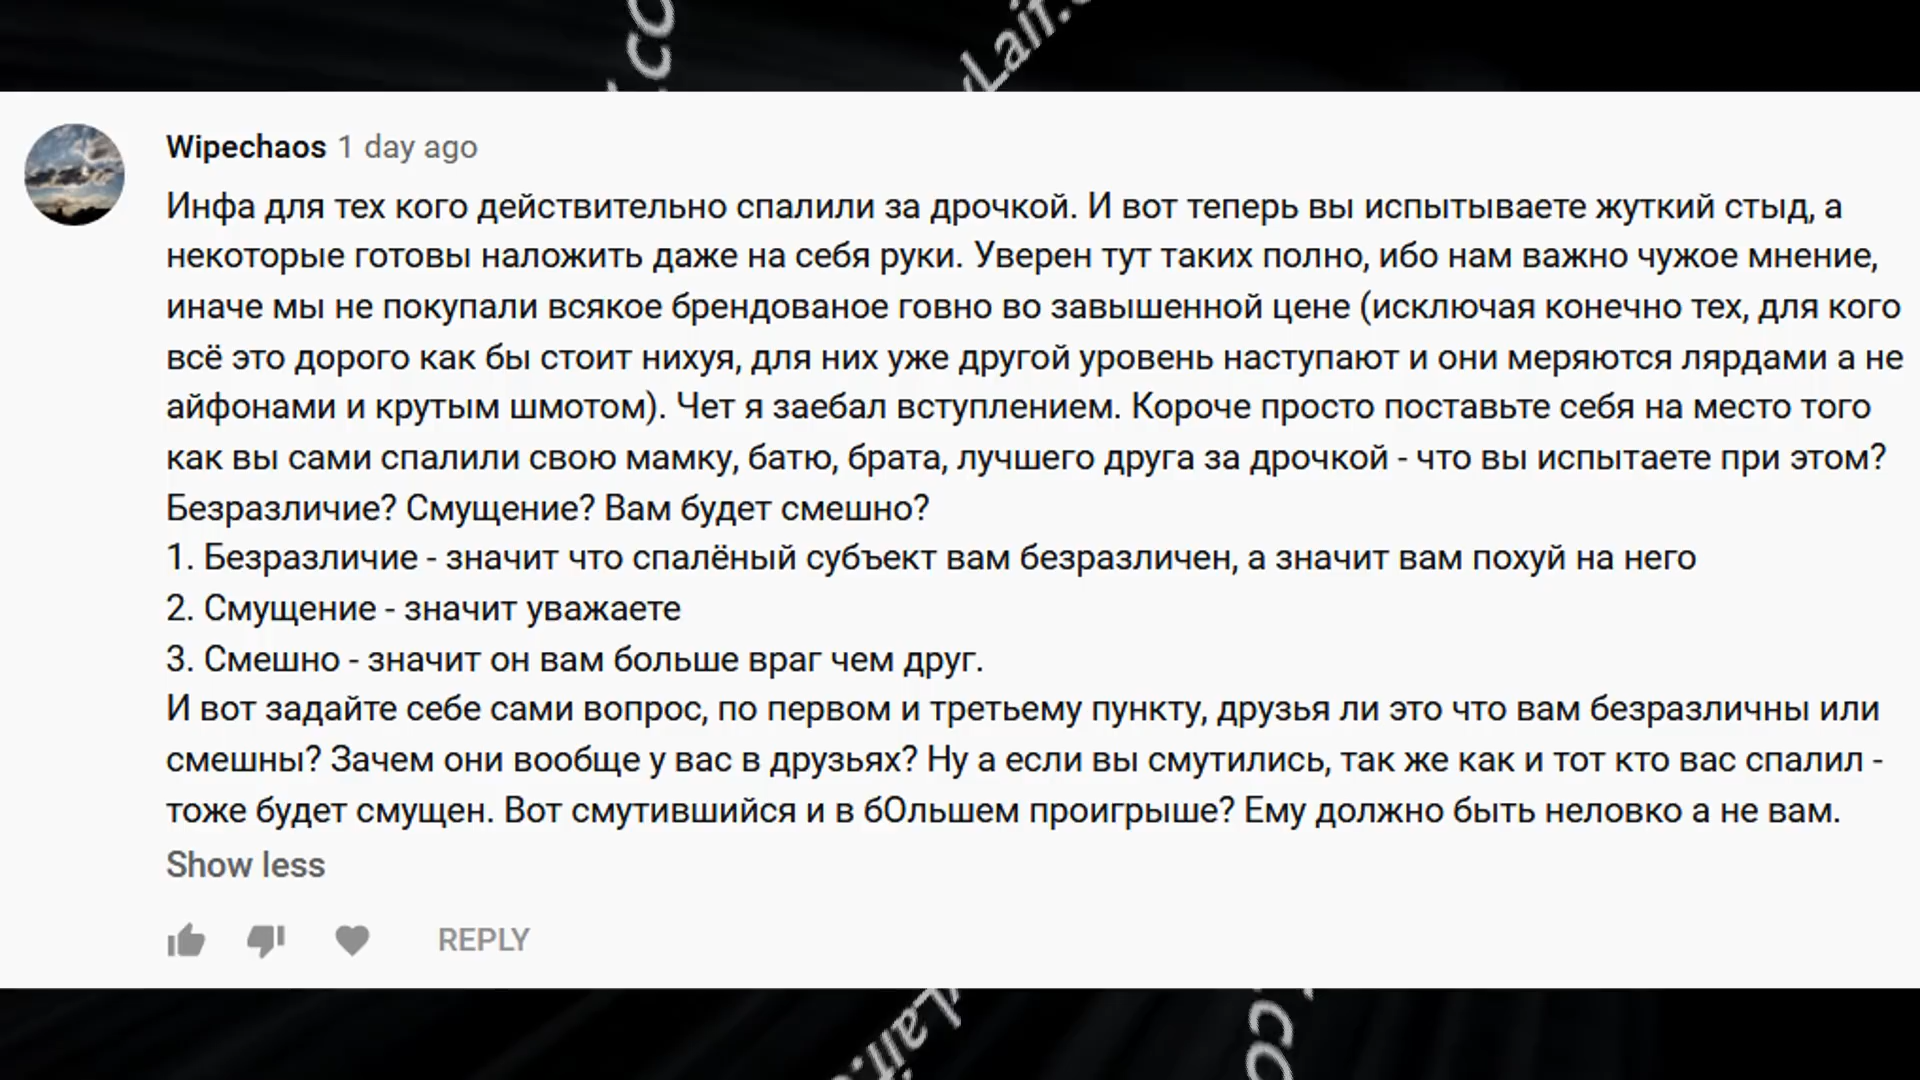 .co
yLair.c
Wipechaos 1 day ago
Инфа для тех кого действительно спалили за дрочкой. И вот теперь вы испытываете жуткий стыд, а
некоторые готовы наложить даже на себя руки. Уверен тут таких полно, ибо нам важно чужое мнение,
иначе мы не покупали всякое брендованое говно во завышенной цене (исключая конечно тех, для кого
всё это дорого как бы стоит нихуя, для них уже другой уровень наступают и они меряются лярдами а не
айфонами и крутым шмотом). Чет я заебал вступлением. Короче просто поставьте себя на место того
как вы сами спалили свою мамку, батю, брата, лучшего друга за дрочкой - что вы испытаете при этом?
Безразличие? Смущение? Вам будет смешно?
1. Безразличие - значит что спалёный субъект вам безразличен, а значит вам похуй на него
2. Смущение - значит уважаете
3. Смешно - значит он вам больше враг чем друг.
И вот задайте себе сами вопрос, по первом и третьему пункту, друзья ли это что вам безразличны или
смешны? Зачем они вообще у вас в друзьях? Ну а если вы смутились, так же как и тот кто вас спалил -
тоже будет смущен. Вот смутившийся и в бОльшем проигрыше? Ему должно быть неловко а не вам.
Show less
REPLY